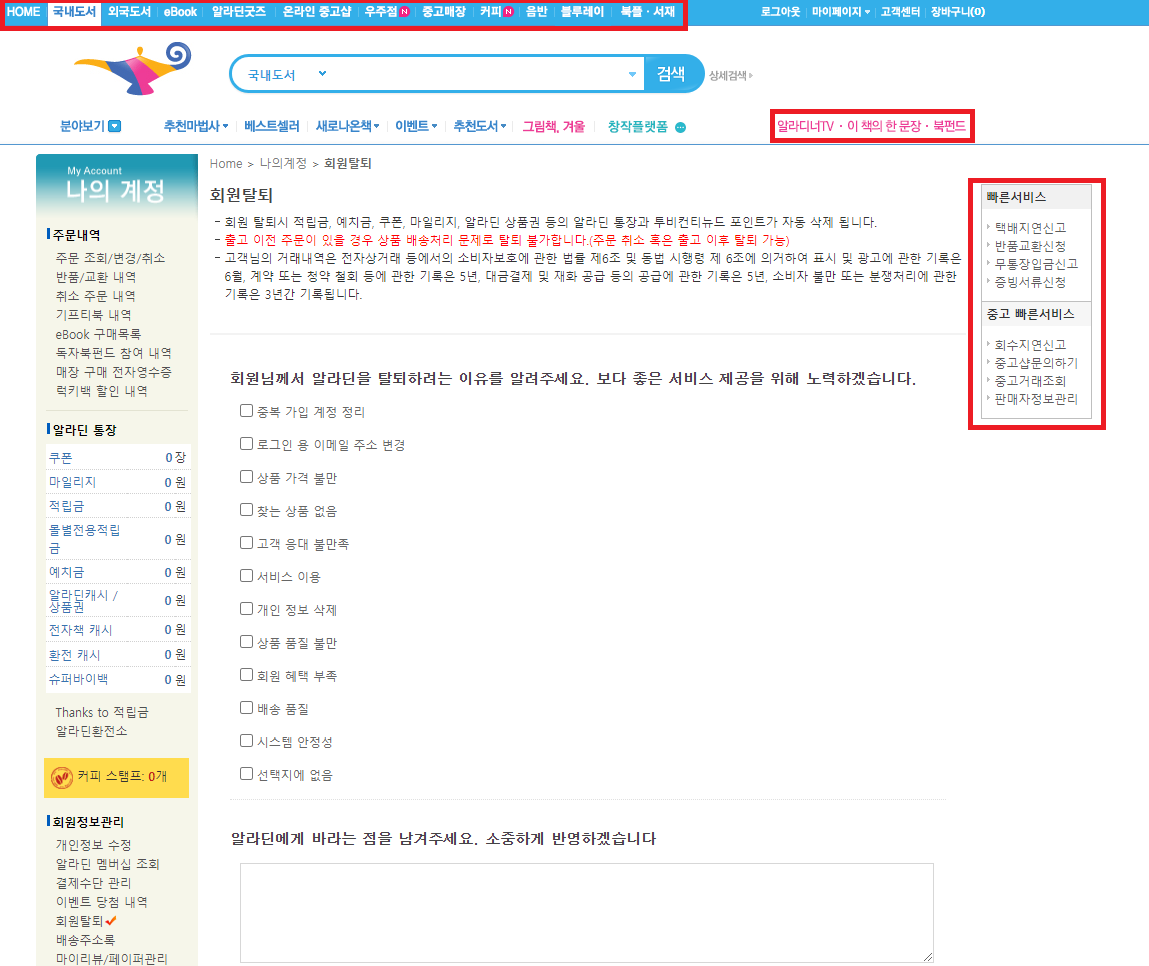 HOME 국내도서 외국도서 eBook 알라딘굿즈 온라인 중고샵 우주점 N 중고매장 커피 N 음반 블루레이 북플 · 서재 로그아웃 마이페이지 고객센터 장바구니(0)
국내도서 검색 상세검색
분야보기 추천마법사 베스트셀러 새로나온책 이벤트 추천도서 그림책, 겨울 창작플랫폼 알라디너TV · 이 책의 한 문장 · 북펀드
My Account
나의 계정
주문내역
주문 조회/변경/취소
반품/교환 내역
취소 주문 내역
기프티북 내역
eBook 구매목록
독자북펀드 참여 내역
매장 구매 전자영수증
럭키백 할인 내역
알라딘 통장
쿠폰 0 장
마일리지 0 원
적립금 0 원
몰별전용적립
금 0 원
예치금 0 원
알라딘캐시 /
상품권 0 원
전자책 캐시 0 원
환전 캐시 0 원
슈퍼바이백 0 원
Thanks to 적립금
알라딘환전소
커피 스탬프: 0개
회원정보관리
개인정보 수정
알라딘 멤버십 조회
결제수단 관리
이벤트 당첨 내역
회원탈퇴
배송주소록
마이리뷰/페이퍼관리
Home > 나의계정 > 회원탈퇴
회원탈퇴
- 회원 탈퇴시 적립금, 예치금, 쿠폰, 마일리지, 알라딘 상품권 등의 알라딘 통장과 투비컨티뉴드 포인트가 자동 삭제 됩니다.
- 출고 이전 주문이 있을 경우 상품 배송처리 문제로 탈퇴 불가합니다.(주문 취소 혹은 출고 이후 탈퇴 가능)
- 고객님의 거래내역은 전자상거래 등에서의 소비자보호에 관한 법률 제6조 및 동법 시행령 제 6조에 의거하여 표시 및 광고에 관한 기록은
6월, 계약 또는 청약 철회 등에 관한 기록은 5년, 대금결제 및 재화 공급 등의 공급에 관한 기록은 5년, 소비자 불만 또는 분쟁처리에 관한
기록은 3년간 기록됩니다.
회원님께서 알라딘을 탈퇴하려는 이유를 알려주세요. 보다 좋은 서비스 제공을 위해 노력하겠습니다.
중복 가입 계정 정리
로그인 용 이메일 주소 변경
상품 가격 불만
찾는 상품 없음
고객 응대 불만족
서비스 이용
개인 정보 삭제
상품 품질 불만
회원 혜택 부족
배송 품질
시스템 안정성
선택지에 없음
알라딘에게 바라는 점을 남겨주세요. 소중하게 반영하겠습니다
빠른서비스
택배지연신고
반품교환신청
무통장입금신고
증빙서류신청
중고 빠른서비스
회수지연신고
중고샵문의하기
중고거래조회
판매자정보관리